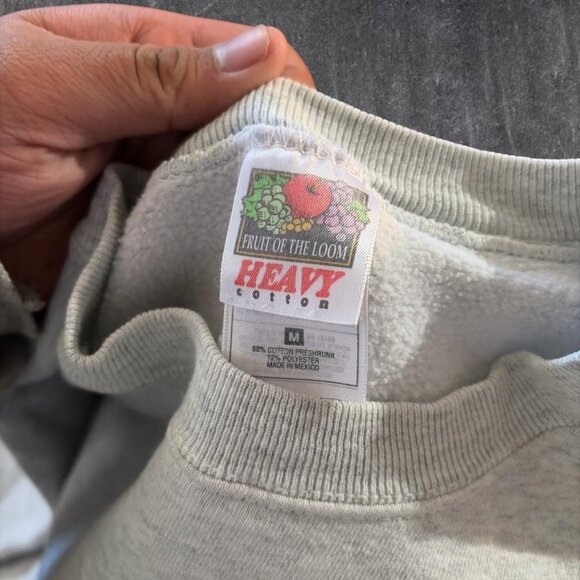 FRUIT OF THE LOOM
HEAVY
cotton
M
88% COTTON PRESHRUNK
12% POLYESTER
MADE IN MEXICO